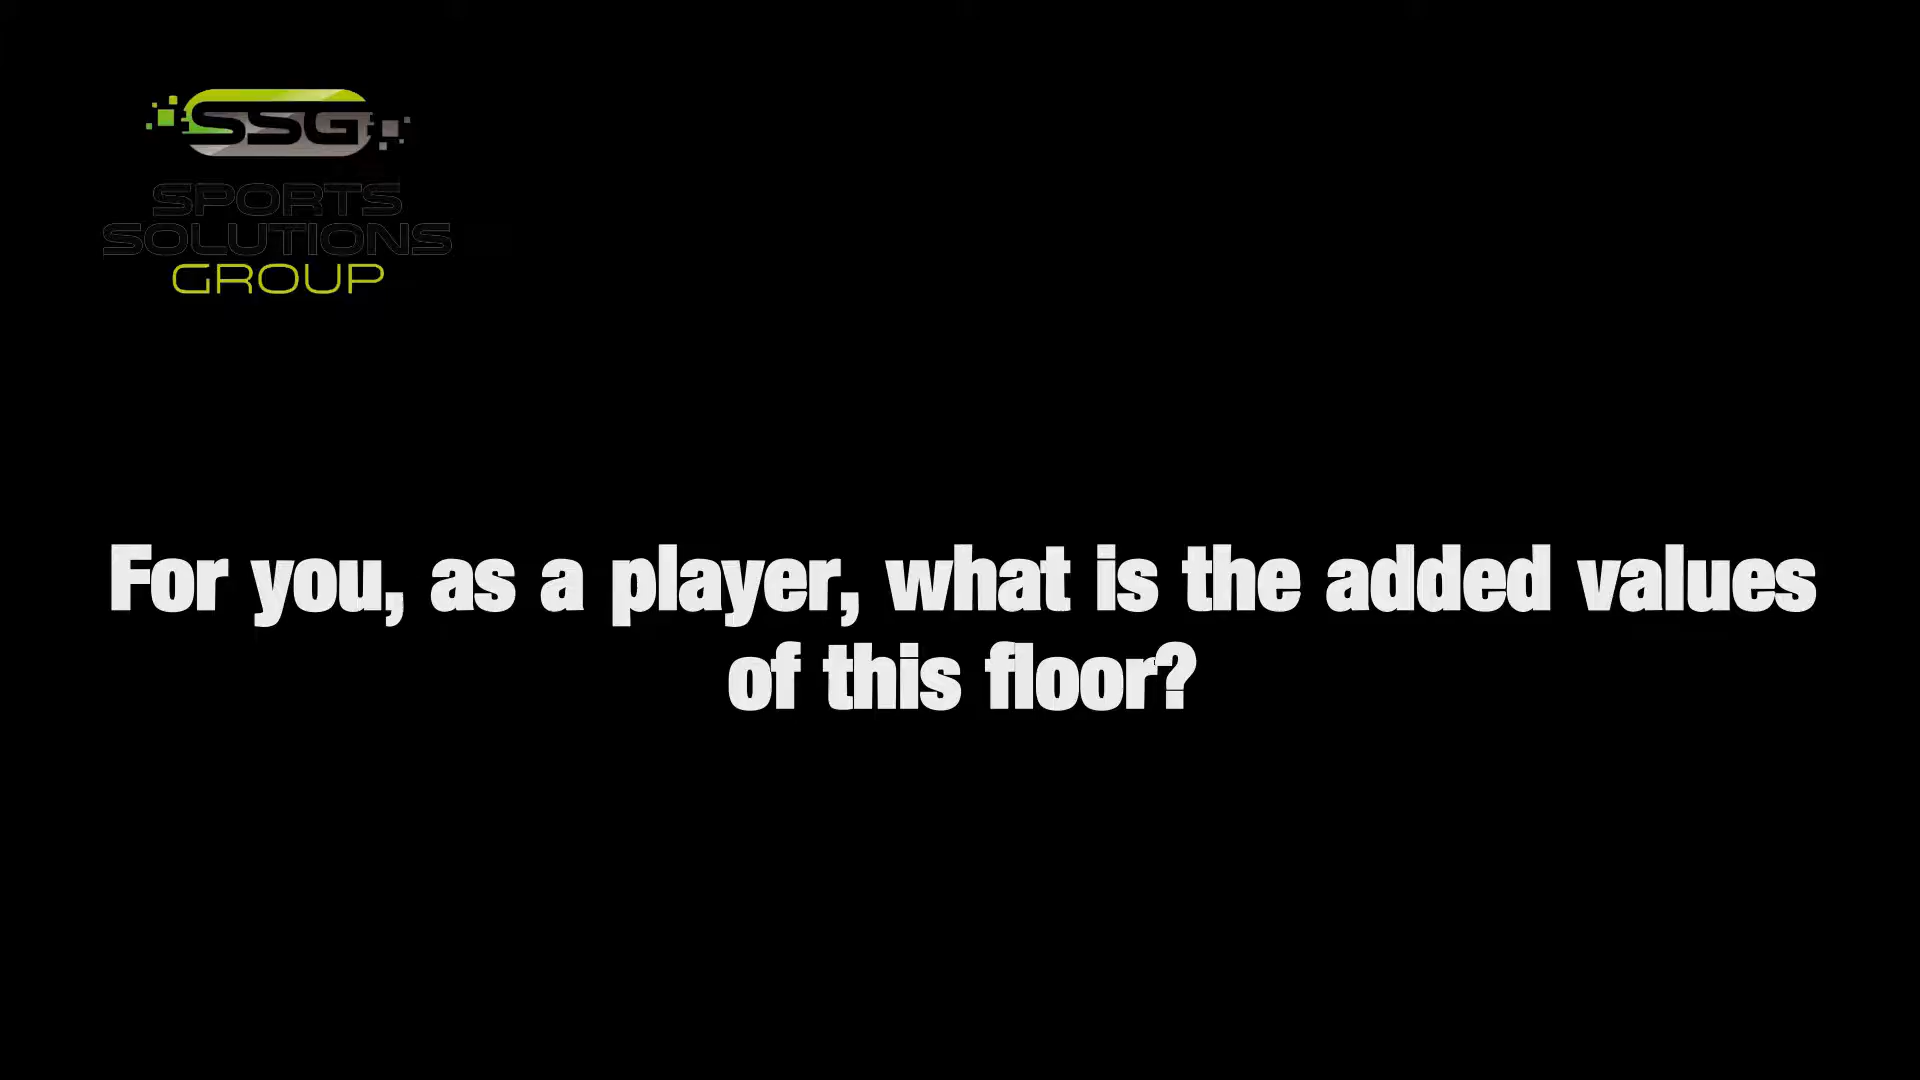 SSG
SPORTS
SOLUTIONS
GROUP
For you, as a player, what is the added values
of this floor?